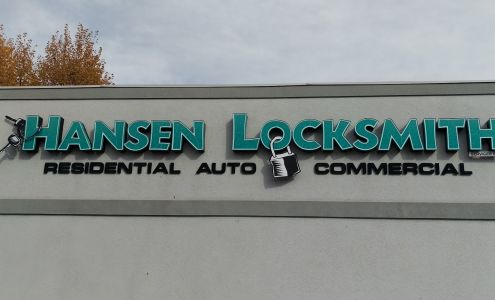 HANSEN LOCKSMITH
RESIDENTIAL AUTO COMMERCIAL